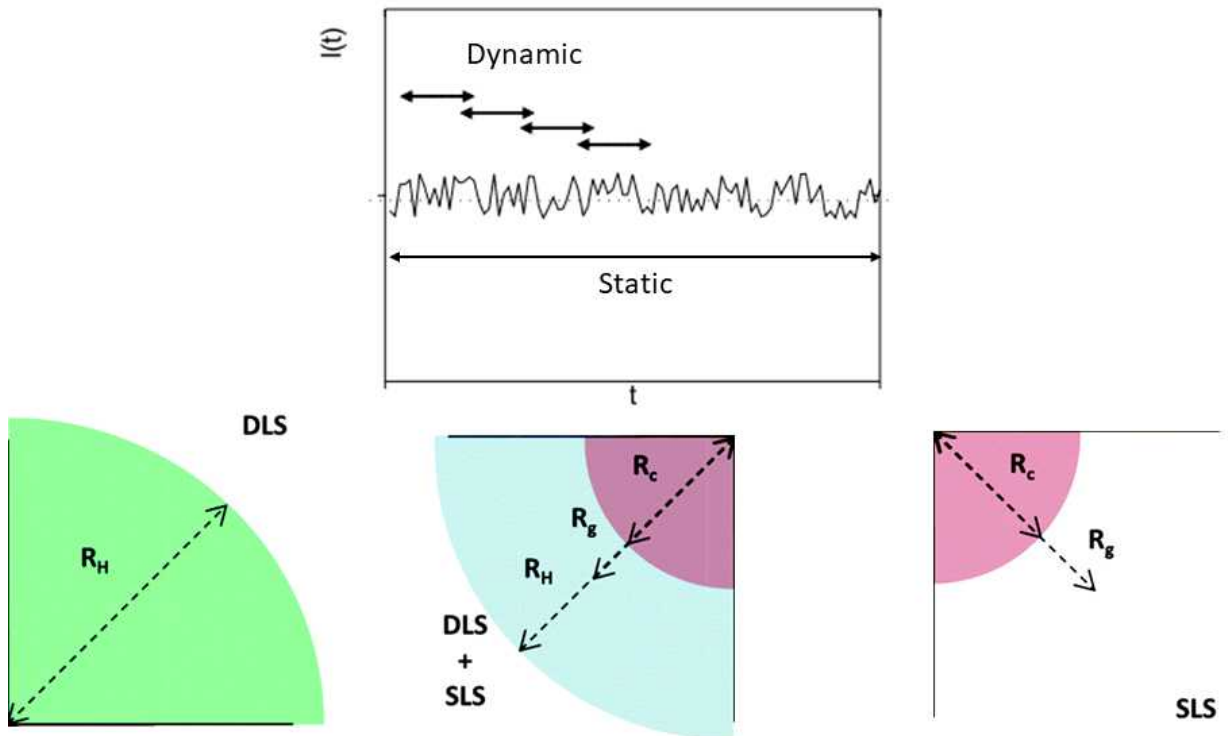 I(t)
Dynamic
Static
t
DLS
R_H
R_c
R_g
R_H
DLS
+
SLS
R_c
R_g
SLS